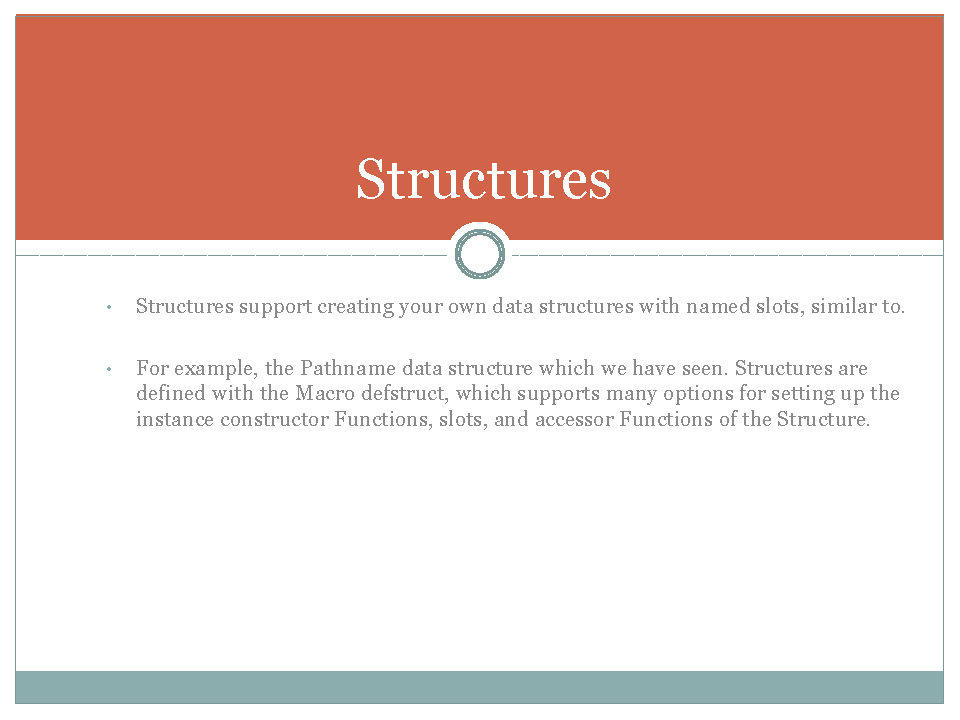 Structures
• Structures support creating your own data structures with named slots, similar to.
• For example, the Pathname data structure which we have seen. Structures are
defined with the Macro defstruct, which supports many options for setting up the
instance constructor Functions, slots, and accessor Functions of the Structure.